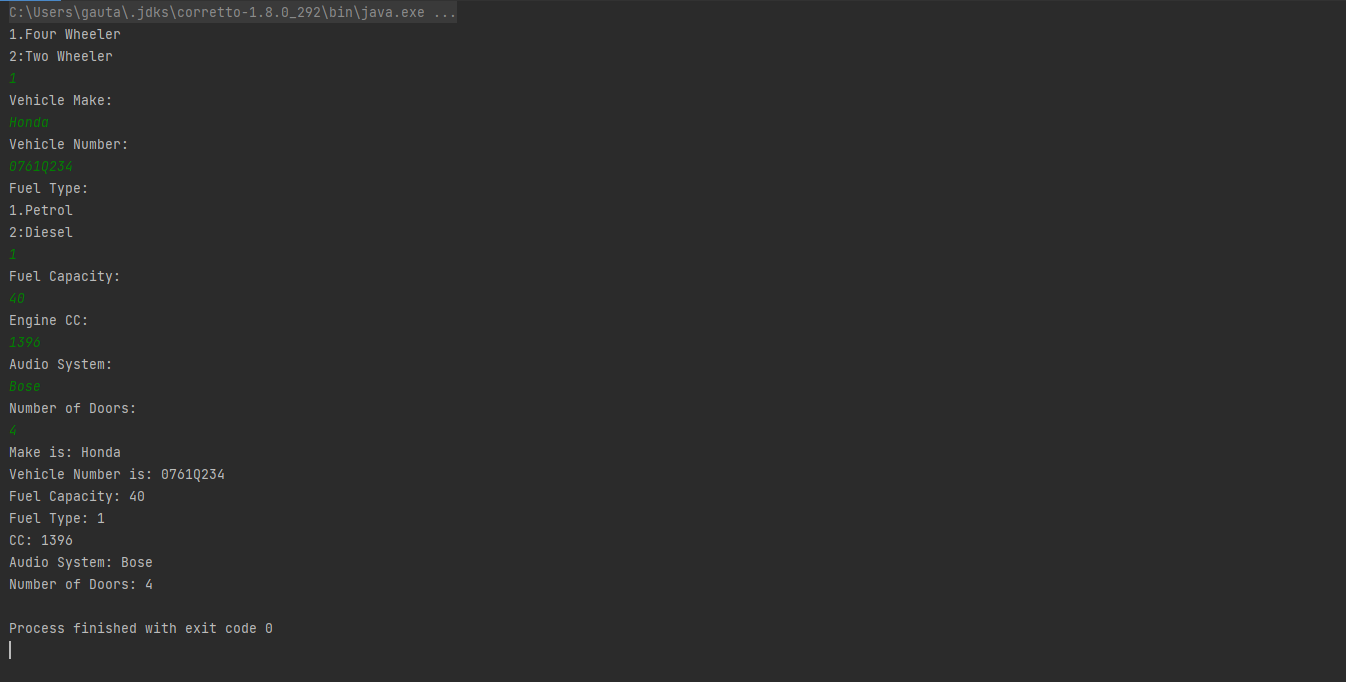 C:\Users\gauta\.jdks\corretto-1.8.0_292\bin\java.exe ...
1.Four Wheeler
2:Two Wheeler
1
Vehicle Make:
Honda
Vehicle Number:
0761Q234
Fuel Type:
1.Petrol
2:Diesel
1
Fuel Capacity:
40
Engine CC:
1396
Audio System:
Bose
Number of Doors:
4
Make is: Honda
Vehicle Number is: 0761Q234
Fuel Capacity: 40
Fuel Type: 1
CC: 1396
Audio System: Bose
Number of Doors: 4
Process finished with exit code 0